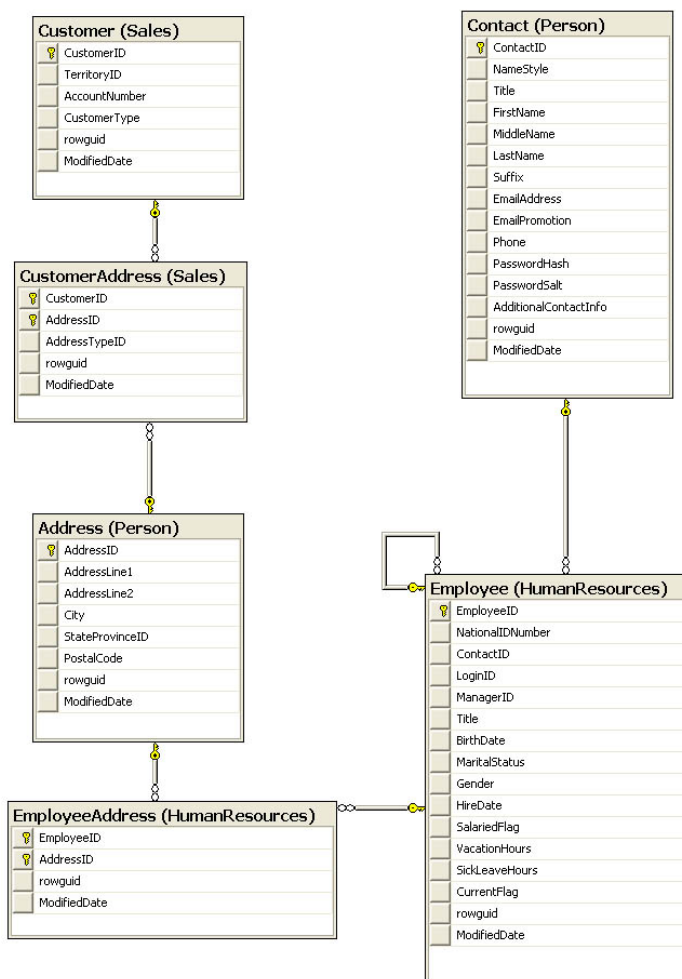 Customer (Sales)
CustomerID
TerritoryID
AccountNumber
CustomerType
rowguid
ModifiedDate
CustomerAddress (Sales)
CustomerID
AddressID
AddressTypeID
rowguid
ModifiedDate
Address (Person)
AddressID
AddressLine1
AddressLine2
City
StateProvinceID
PostalCode
rowguid
ModifiedDate
EmployeeAddress (HumanResources)
EmployeeID
AddressID
rowguid
ModifiedDate
Contact (Person)
ContactID
NameStyle
Title
FirstName
MiddleName
LastName
Suffix
EmailAddress
EmailPromotion
Phone
PasswordHash
PasswordSalt
AdditionalContactInfo
rowguid
ModifiedDate
Employee (HumanResources)
EmployeeID
NationalIDNumber
ContactID
LoginID
ManagerID
Title
BirthDate
MaritalStatus
Gender
HireDate
SalariedFlag
VacationHours
SickLeaveHours
CurrentFlag
rowguid
ModifiedDate